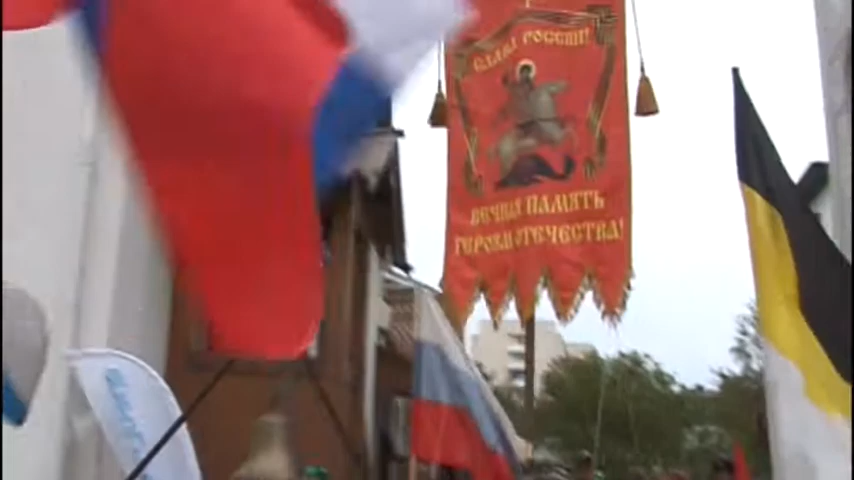 СЛАВА РОССИИ!
ВЕЧНАЯ ПАМЯТЬ
ГЕРОЯМ ОТЕЧЕСТВА!